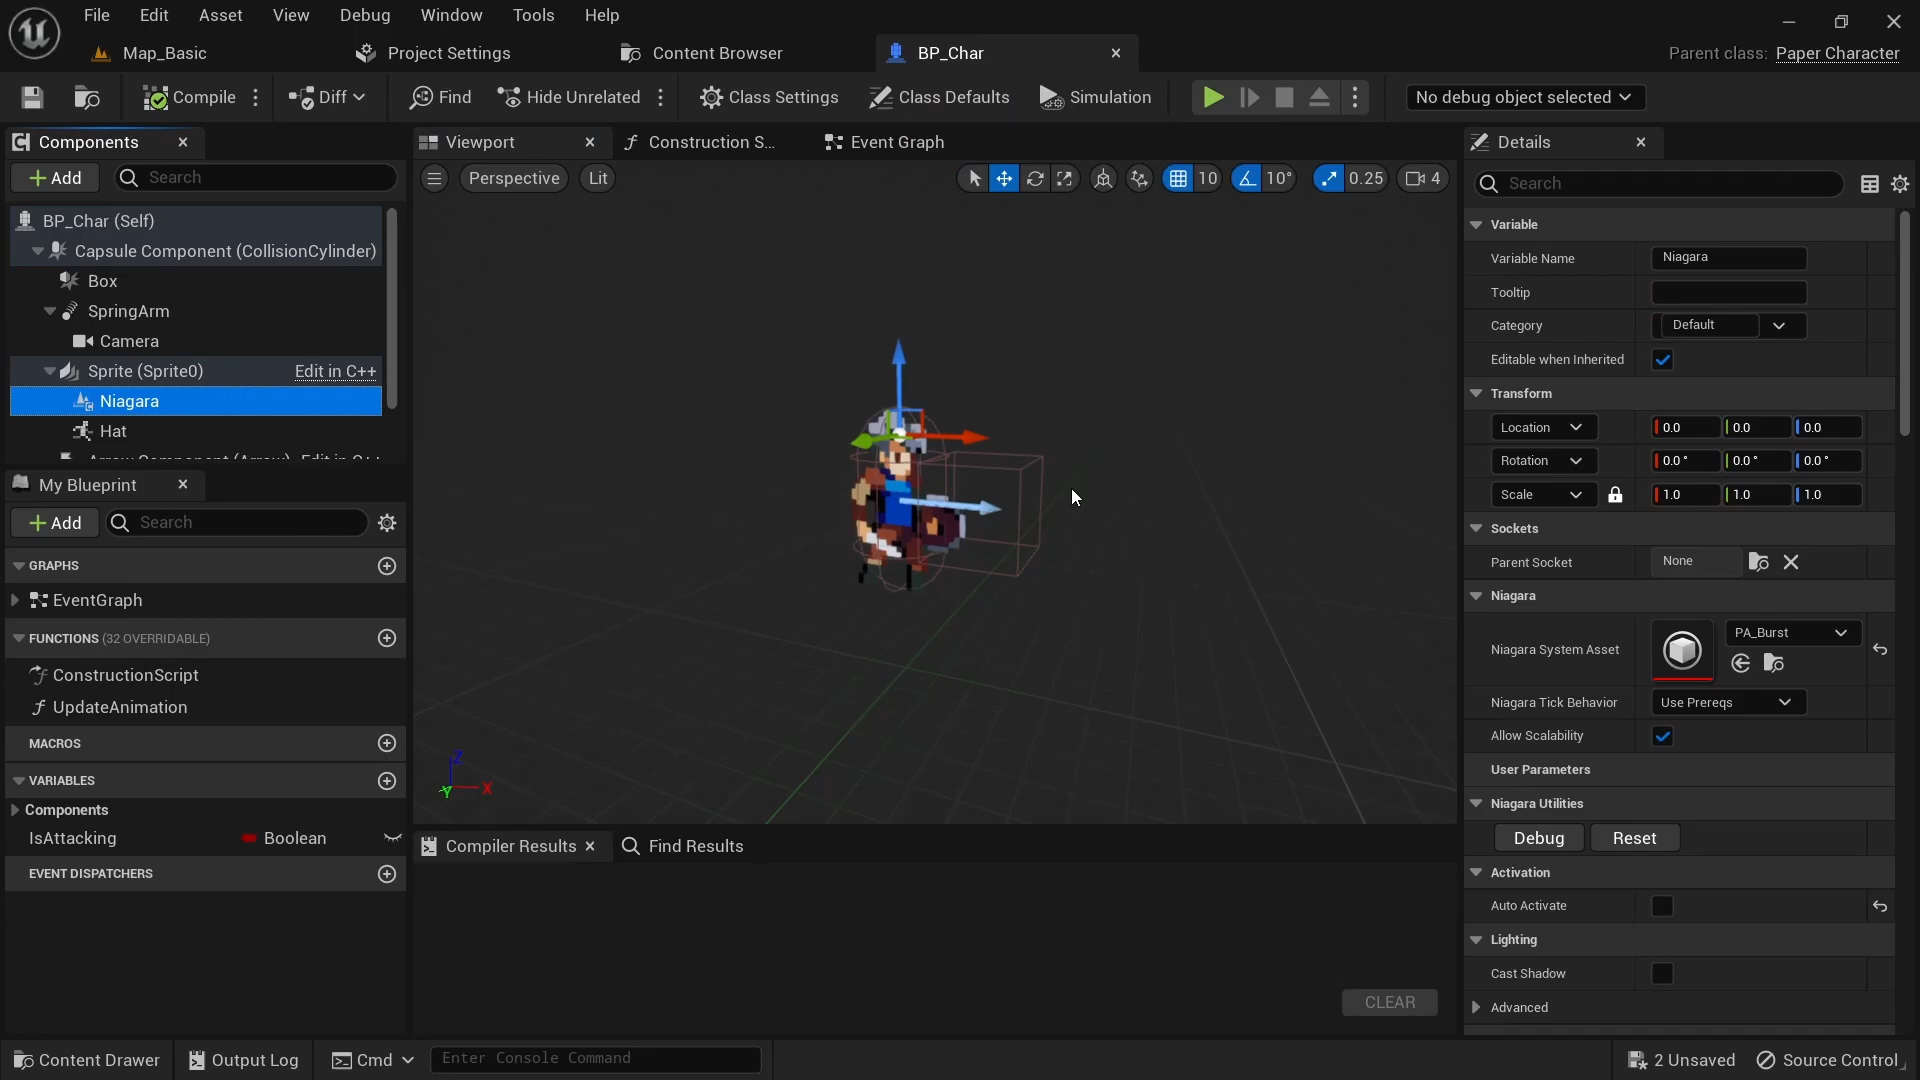 File Edit Asset View Debug Window Tools Help
Map_Basic Project Settings Content Browser BP_Char Parent class: Paper Character
Compile Diff Find Hide Unrelated Class Settings Class Defaults Simulation No debug object selected
Components Viewport Construction S... Event Graph Details
Add Search Perspective Lit 10 10° 0.25 4 Search
BP_Char (Self)
Capsule Component (CollisionCylinder)
Box
SpringArm
Camera
Sprite (Sprite0) Edit in C++
Niagara
Hat
My Blueprint
Add Search
GRAPHS
EventGraph
FUNCTIONS (32 OVERRIDABLE)
ConstructionScript
UpdateAnimation
MACROS
VARIABLES
Components
IsAttacking Boolean
EVENT DISPATCHERS
Z
Y X
Compiler Results Find Results
CLEAR
Variable
Variable Name Niagara
Tooltip
Category Default
Editable when Inherited
Transform
Location 0.0 0.0 0.0
Rotation 0.0° 0.0° 0.0°
Scale 1.0 1.0 1.0
Sockets
Parent Socket None
Niagara
Niagara System Asset PA_Burst
Niagara Tick Behavior Use Prereqs
Allow Scalability
User Parameters
Niagara Utilities
Debug Reset
Activation
Auto Activate
Lighting
Cast Shadow
Advanced
Content Drawer Output Log Cmd Enter Console Command 2 Unsaved Source Control